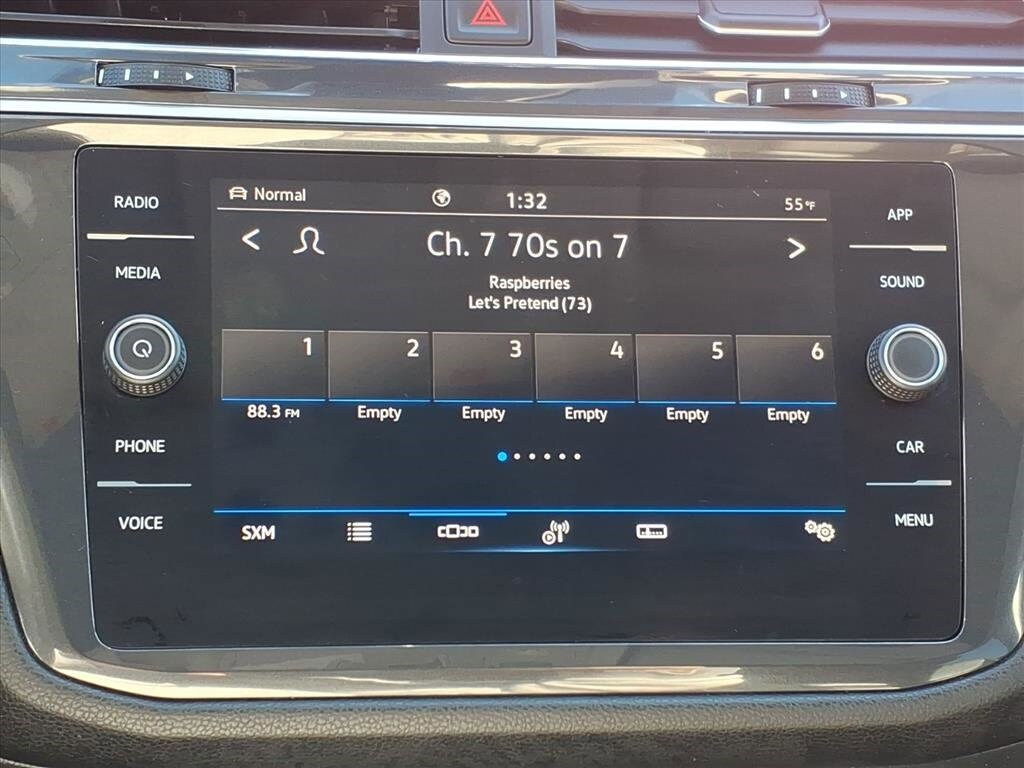 RADIO
MEDIA
PHONE
VOICE
Normal
1:32
55°F
Ch. 7 70s on 7
Raspberries
Let's Pretend (73)
1 2 3 4 5 6
88.3 FM Empty Empty Empty Empty Empty
SXM
APP
SOUND
CAR
MENU